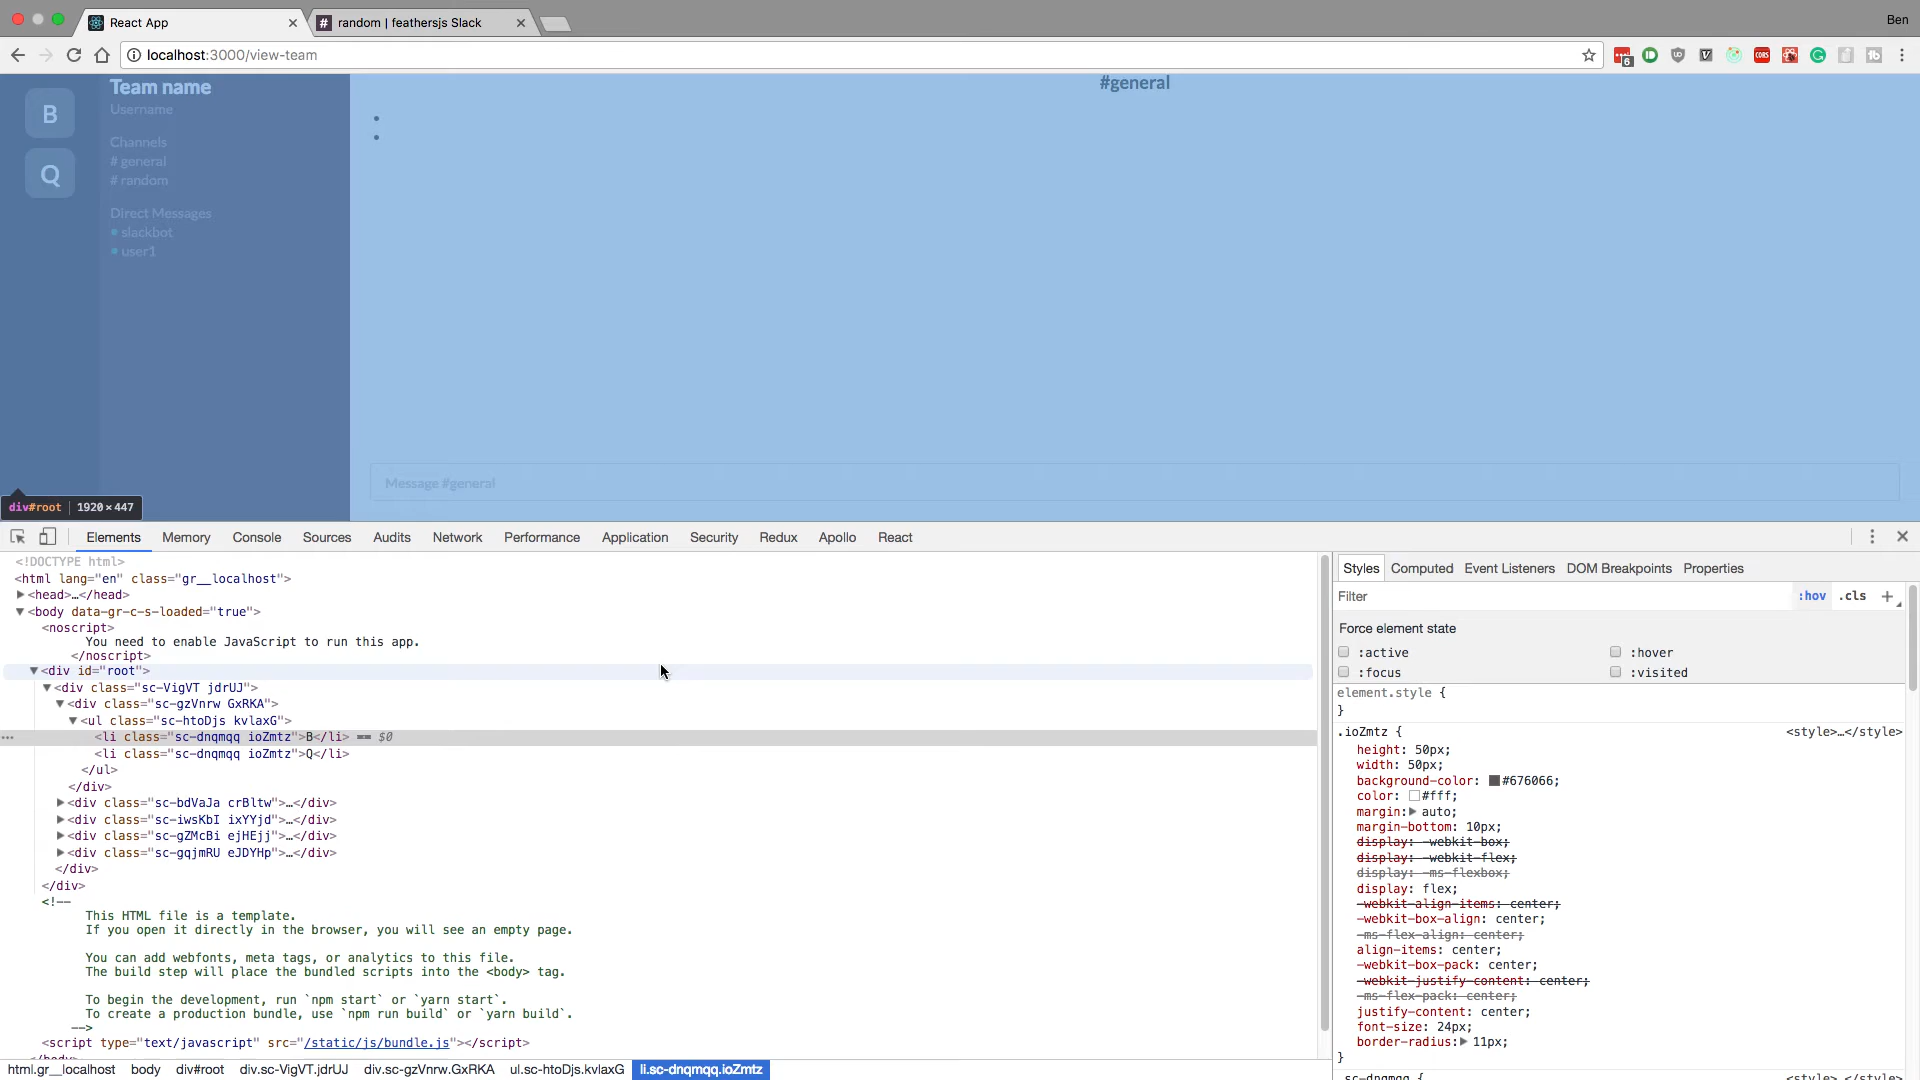 React App
random | feathersjs Slack
Ben
localhost:3000/view-team
6
Team name
Username
Channels
# general
# random
Direct Messages
slackbot
user1
B
Q
#general
Message #general
div#root | 1920×447
Elements Memory Console Sources Audits Network Performance Application Security Redux Apollo React
<!DOCTYPE html>
<html lang="en" class="gr__localhost">
<head>…</head>
<body data-gr-c-s-loaded="true">
<noscript>
You need to enable JavaScript to run this app.
</noscript>
<div id="root">
<div class="sc-VigVT jdrUJ">
<div class="sc-gzVnrw GxRKA">
<ul class="sc-htoDjs kvlaxG">
<li class="sc-dnqmqq ioZmtz">B</li> == $0
<li class="sc-dnqmqq ioZmtz">Q</li>
</ul>
</div>
<div class="sc-bdVaJa crBltw">…</div>
<div class="sc-iwsKbI ixYYjd">…</div>
<div class="sc-gZMcBi ejHEjj">…</div>
<div class="sc-gqjmRU eJDYHp">…</div>
</div>
</div>
<!--
This HTML file is a template.
If you open it directly in the browser, you will see an empty page.
You can add webfonts, meta tags, or analytics to this file.
The build step will place the bundled scripts into the <body> tag.
To begin the development, run `npm start` or `yarn start`.
To create a production bundle, use `npm run build` or `yarn build`.
-->
<script type="text/javascript" src="/static/js/bundle.js"></script>
</body>
html.gr__localhost body div#root div.sc-VigVT.jdrUJ div.sc-gzVnrw.GxRKA ul.sc-htoDjs.kvlaxG li.sc-dnqmqq.ioZmtz
Styles Computed Event Listeners DOM Breakpoints Properties
Filter :hov .cls +
Force element state
:active :hover
:focus :visited
element.style {
}
.ioZmtz { <style>…</style>
height: 50px;
width: 50px;
background-color: #676066;
color: #fff;
margin: auto;
margin-bottom: 10px;
display: -webkit-box;
display: -webkit-flex;
display: -ms-flexbox;
display: flex;
-webkit-align-items: center;
-webkit-box-align: center;
-ms-flex-align: center;
align-items: center;
-webkit-box-pack: center;
-webkit-justify-content: center;
-ms-flex-pack: center;
justify-content: center;
font-size: 24px;
border-radius: 11px;
}
.sc-dnqmqq { <style>…</style>